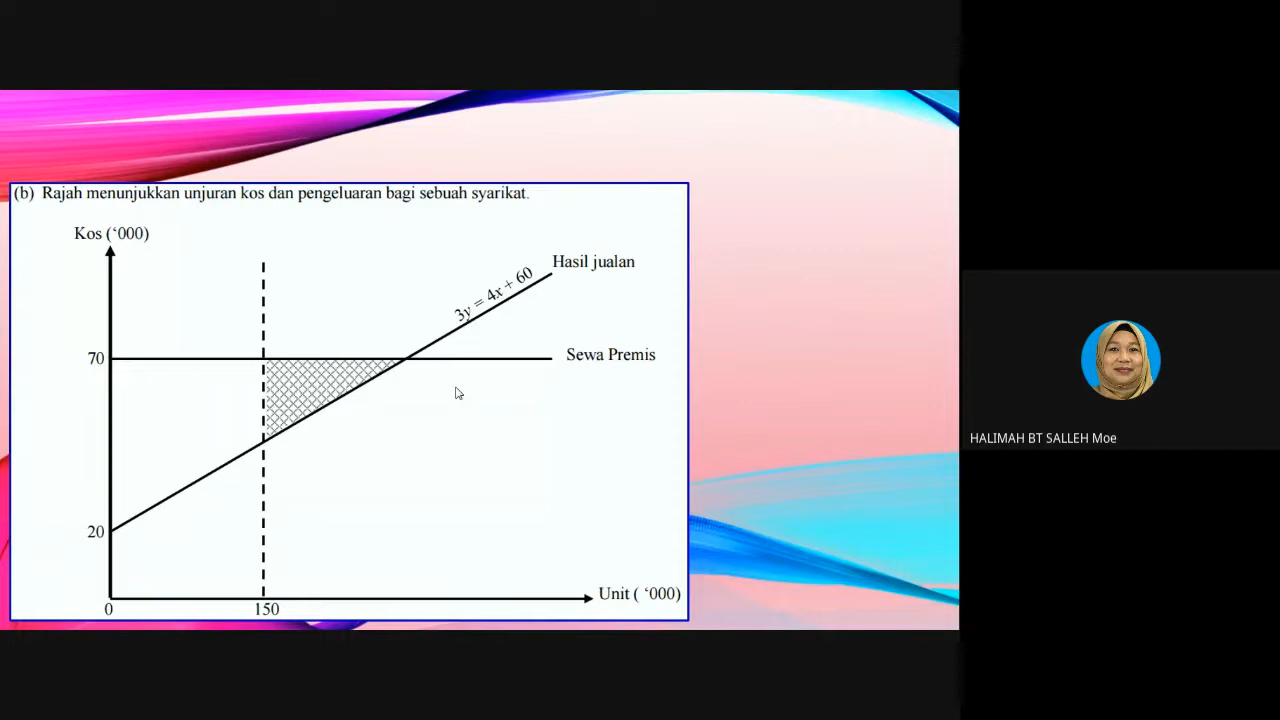 (b) Rajah menunjukkan unjuran kos dan pengeluaran bagi sebuah syarikat.
Kos (‘000)
Hasil jualan
3y = 4x + 60
70
Sewa Premis
20
Unit ( ‘000)
0
150
HALIMAH BT SALLEH Moe